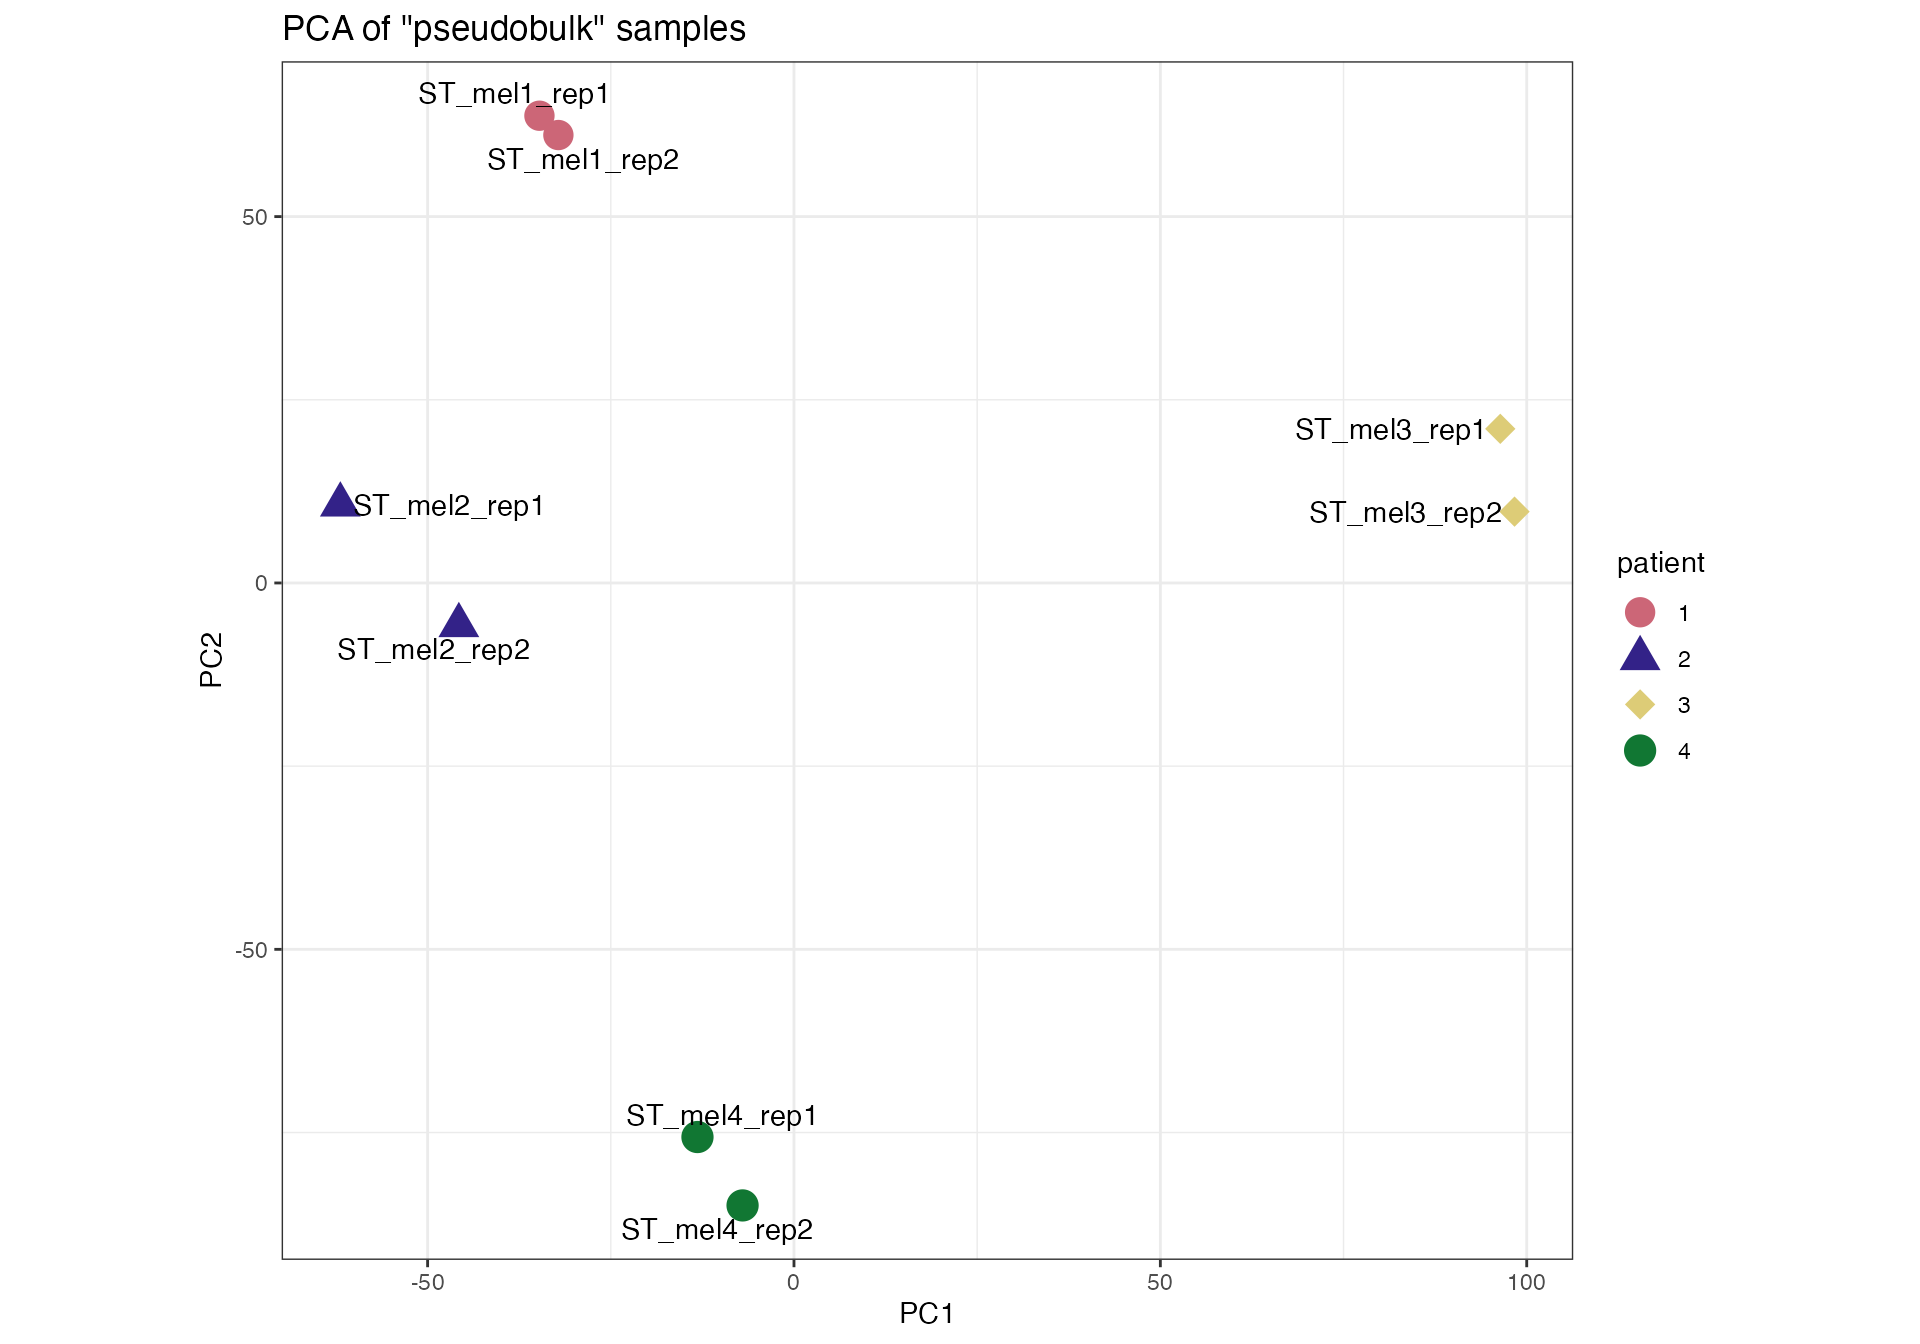 PCA of "pseudobulk" samples
ST_mel1_rep1
ST_mel1_rep2
50
ST_mel3_rep1
ST_mel2_rep1
ST_mel3_rep2
0
ST_mel2_rep2
PC2
-50
ST_mel4_rep1
ST_mel4_rep2
-50 0 50 100
PC1
patient
1
2
3
4